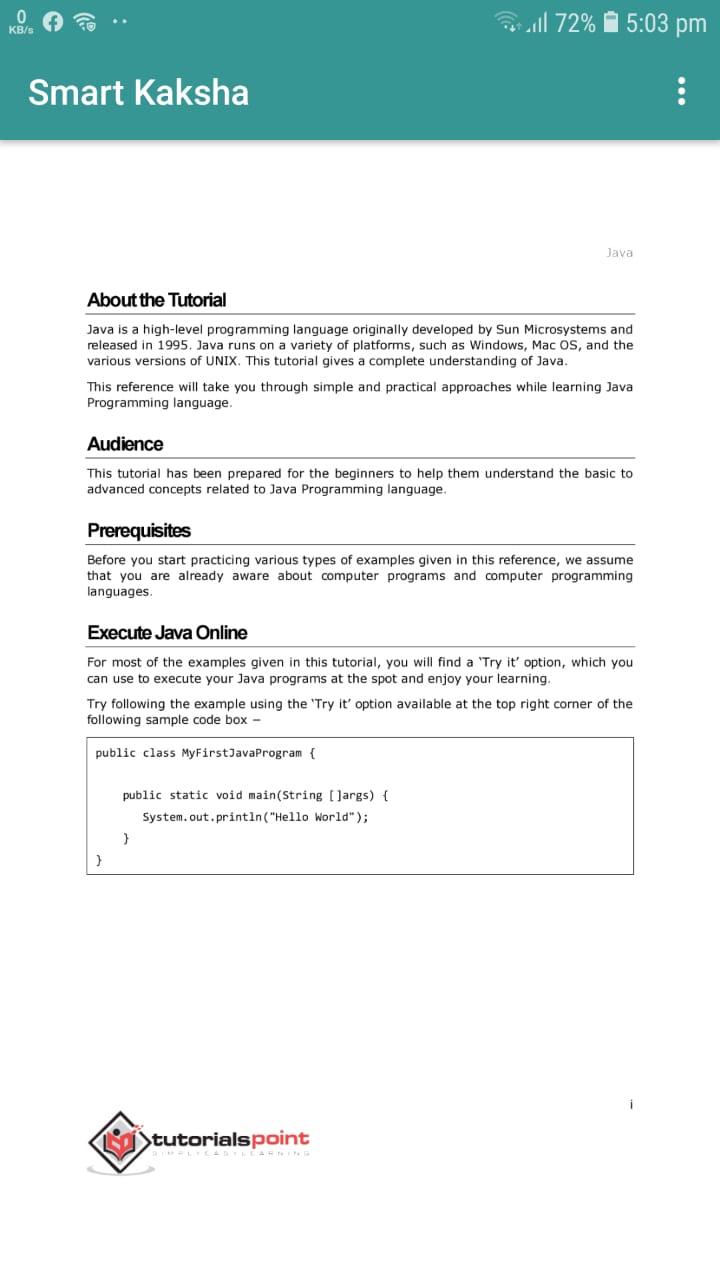 0
KB/s
72% 5:03 pm
Smart Kaksha
Java
About the Tutorial
Java is a high-level programming language originally developed by Sun Microsystems and
released in 1995. Java runs on a variety of platforms, such as Windows, Mac OS, and the
various versions of UNIX. This tutorial gives a complete understanding of Java.
This reference will take you through simple and practical approaches while learning Java
Programming language.
Audience
This tutorial has been prepared for the beginners to help them understand the basic to
advanced concepts related to Java Programming language.
Prerequisites
Before you start practicing various types of examples given in this reference, we assume
that you are already aware about computer programs and computer programming
languages.
Execute Java Online
For most of the examples given in this tutorial, you will find a ‘Try it’ option, which you
can use to execute your Java programs at the spot and enjoy your learning.
Try following the example using the ‘Try it’ option available at the top right corner of the
following sample code box –
public class MyFirstJavaProgram {
public static void main(String []args) {
System.out.println("Hello World");
}
}
i
tutorialspoint
SIMPLYEASYLEARNING